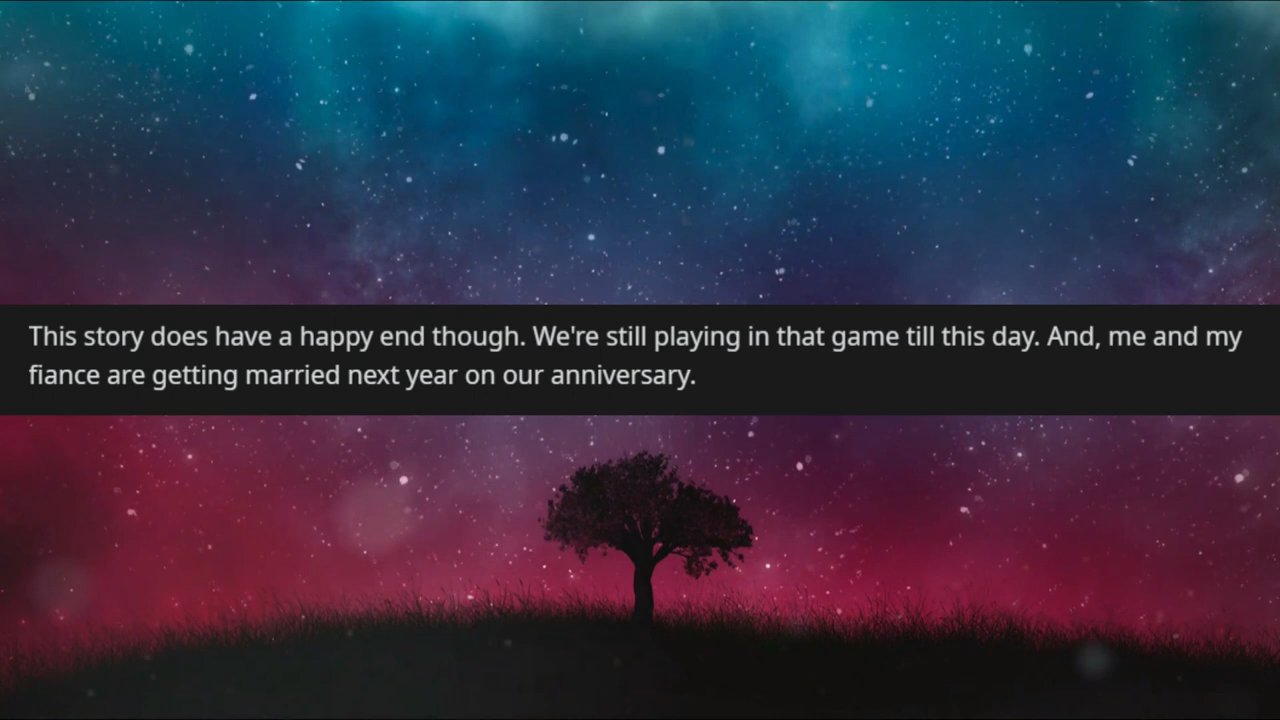 This story does have a happy end though. We're still playing in that game till this day. And, me and my
fiance are getting married next year on our anniversary.